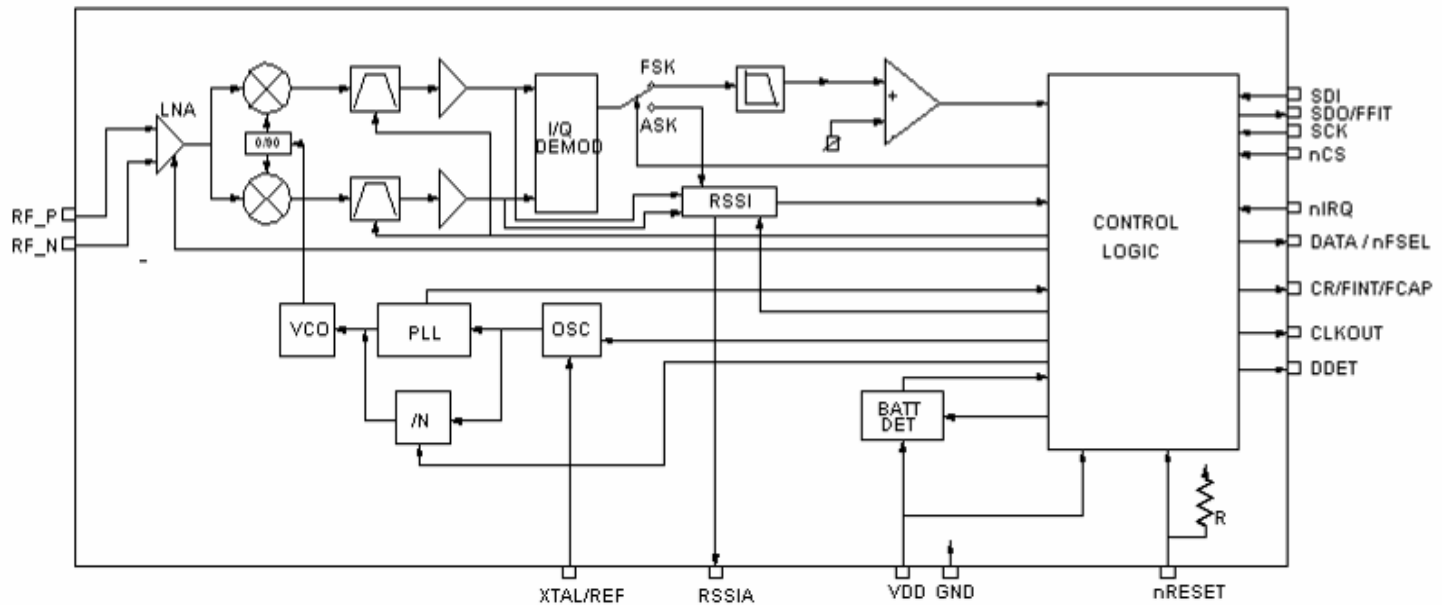 LNA
0/90
I/Q
DEMOD
FSK
ASK
+
-
RSSI
CONTROL
LOGIC
SDI
SDO/FFIT
SCK
nCS
nIRQ
DATA / nFSEL
CR/FINT/FCAP
CLKOUT
DDET
RF_P
RF_N
-
VCO
PLL
OSC
/N
BATT
DET
R
XTAL/REF
RSSIA
VDD
GND
nRESET